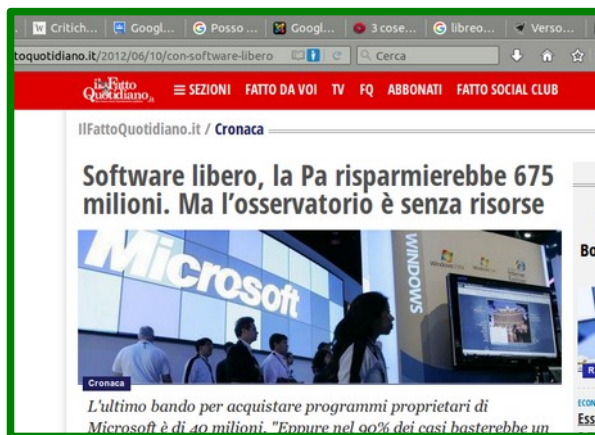 Critich...
Googl...
Posso ...
Googl...
3 cose...
libreo...
Verso...
toquotidiano.it/2012/06/10/con-software-libero
Cerca
il Fatto
Quotidiano.it
SEZIONI FATTO DA VOI TV FQ ABBONATI FATTO SOCIAL CLUB
IlFattoQuotidiano.it / Cronaca
Software libero, la Pa risparmierebbe 675
milioni. Ma l'osservatorio è senza risorse
Microsoft
WINDOWS
Cronaca
L'ultimo bando per acquistare programmi proprietari di
Microsoft è di 40 milioni. "Eppure nel 90% dei casi basterebbe un
Bo
R
ECON
Ess